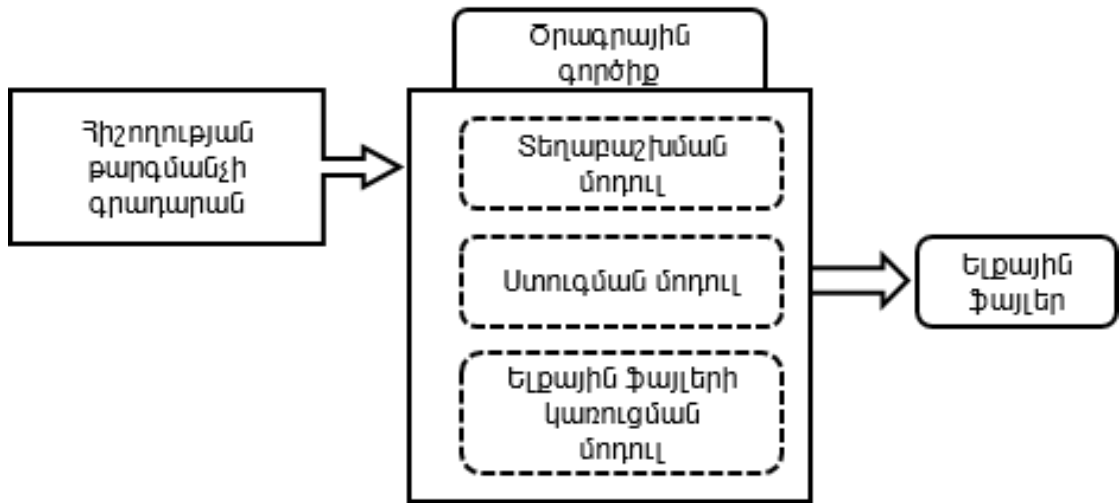 Հիշողության
թարգմանչի
գրադարան
Ծրագրային
գործիք
Տեղաբաշխման
մոդուլ
Ստուգման մոդուլ
Ելքային ֆայլերի
կառուցման
մոդուլ
Ելքային
ֆայլեր